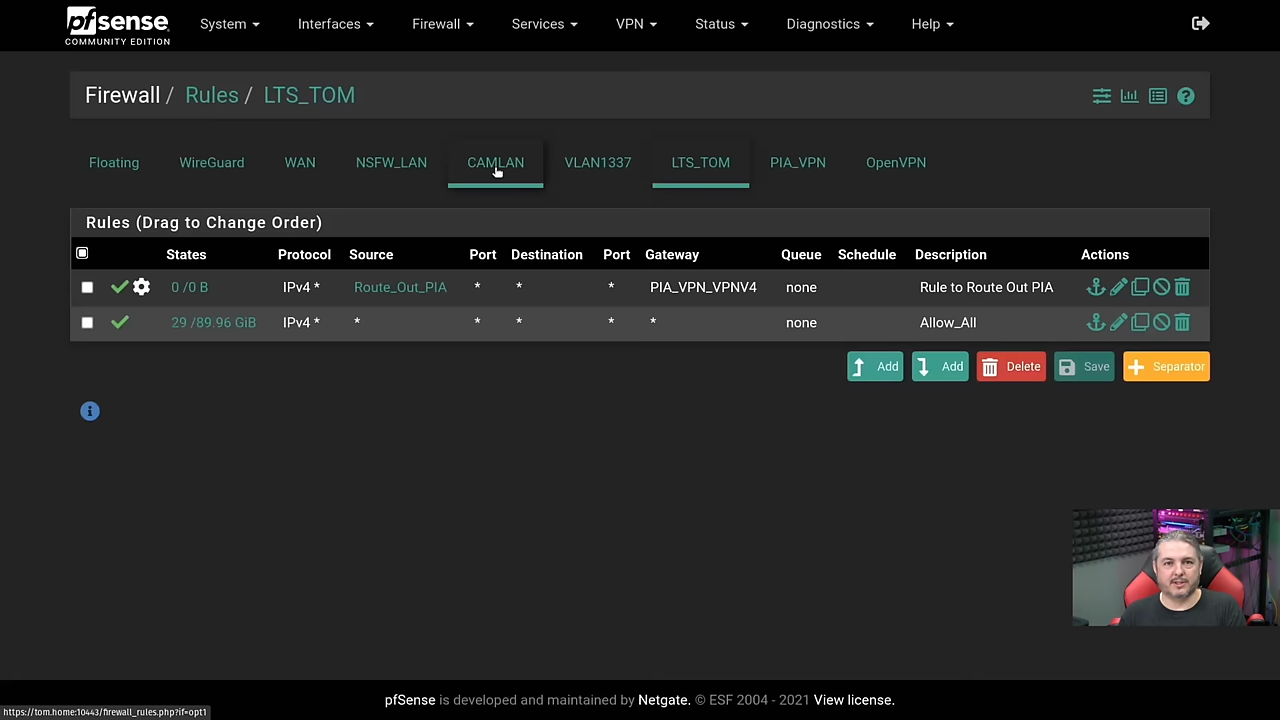 pfsense
COMMUNITY EDITION
System Interfaces Firewall Services VPN Status Diagnostics Help
Firewall / Rules / LTS_TOM
Floating WireGuard WAN NSFW_LAN CAMLAN VLAN1337 LTS_TOM PIA_VPN OpenVPN
Rules (Drag to Change Order)
States Protocol Source Port Destination Port Gateway Queue Schedule Description Actions
0 /0 B IPv4 * Route_Out_PIA * * * PIA_VPN_VPNV4 none Rule to Route Out PIA
29 /89.96 GiB IPv4 * * * * * * none Allow_All
Add Add Delete Save Separator
pfSense is developed and maintained by Netgate. © ESF 2004 - 2021 View license.
https://tom.home:10443/firewall_rules.php?if=opt1